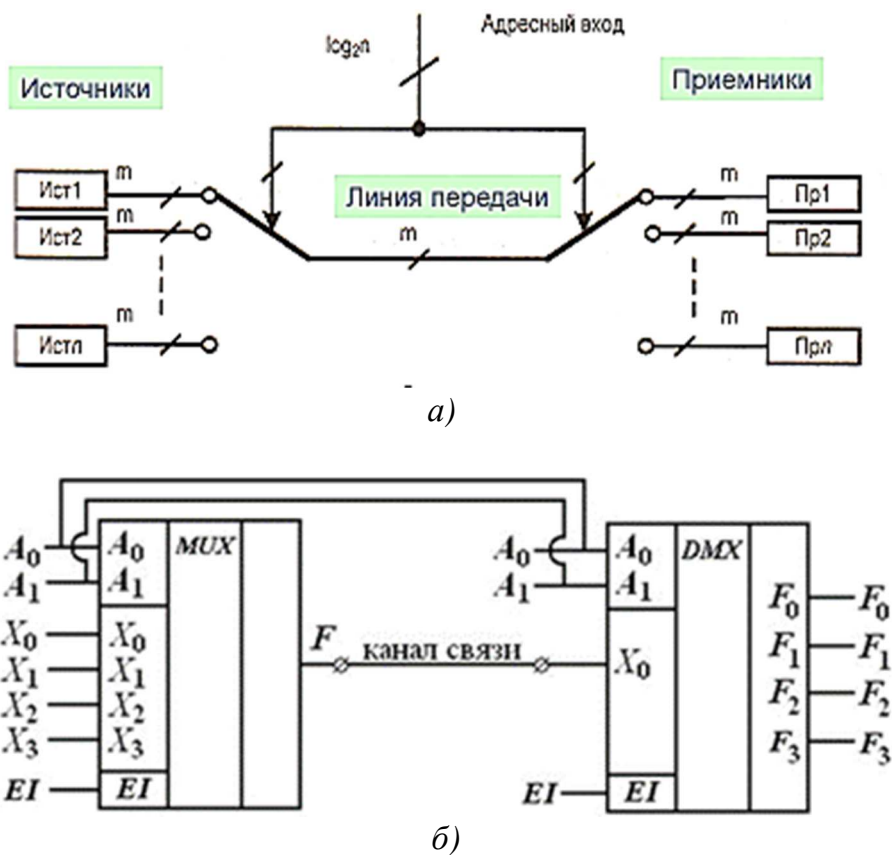 Адресный вход
log₂n
Источники
Приемники
m
Ист1
m
Ист2
m
Истn
Линия передачи
m
m
Пр1
m
Пр2
m
Прn
а)
A₀ A₀ MUX A₀ A₀ DMX
A₁ A₁ A₁ A₁
X₀ X₀ F канал связи X₀ F₀ F₀
X₁ X₁ F₁ F₁
X₂ X₂ F₂ F₂
X₃ X₃ F₃ F₃
EI EI EI EI
б)